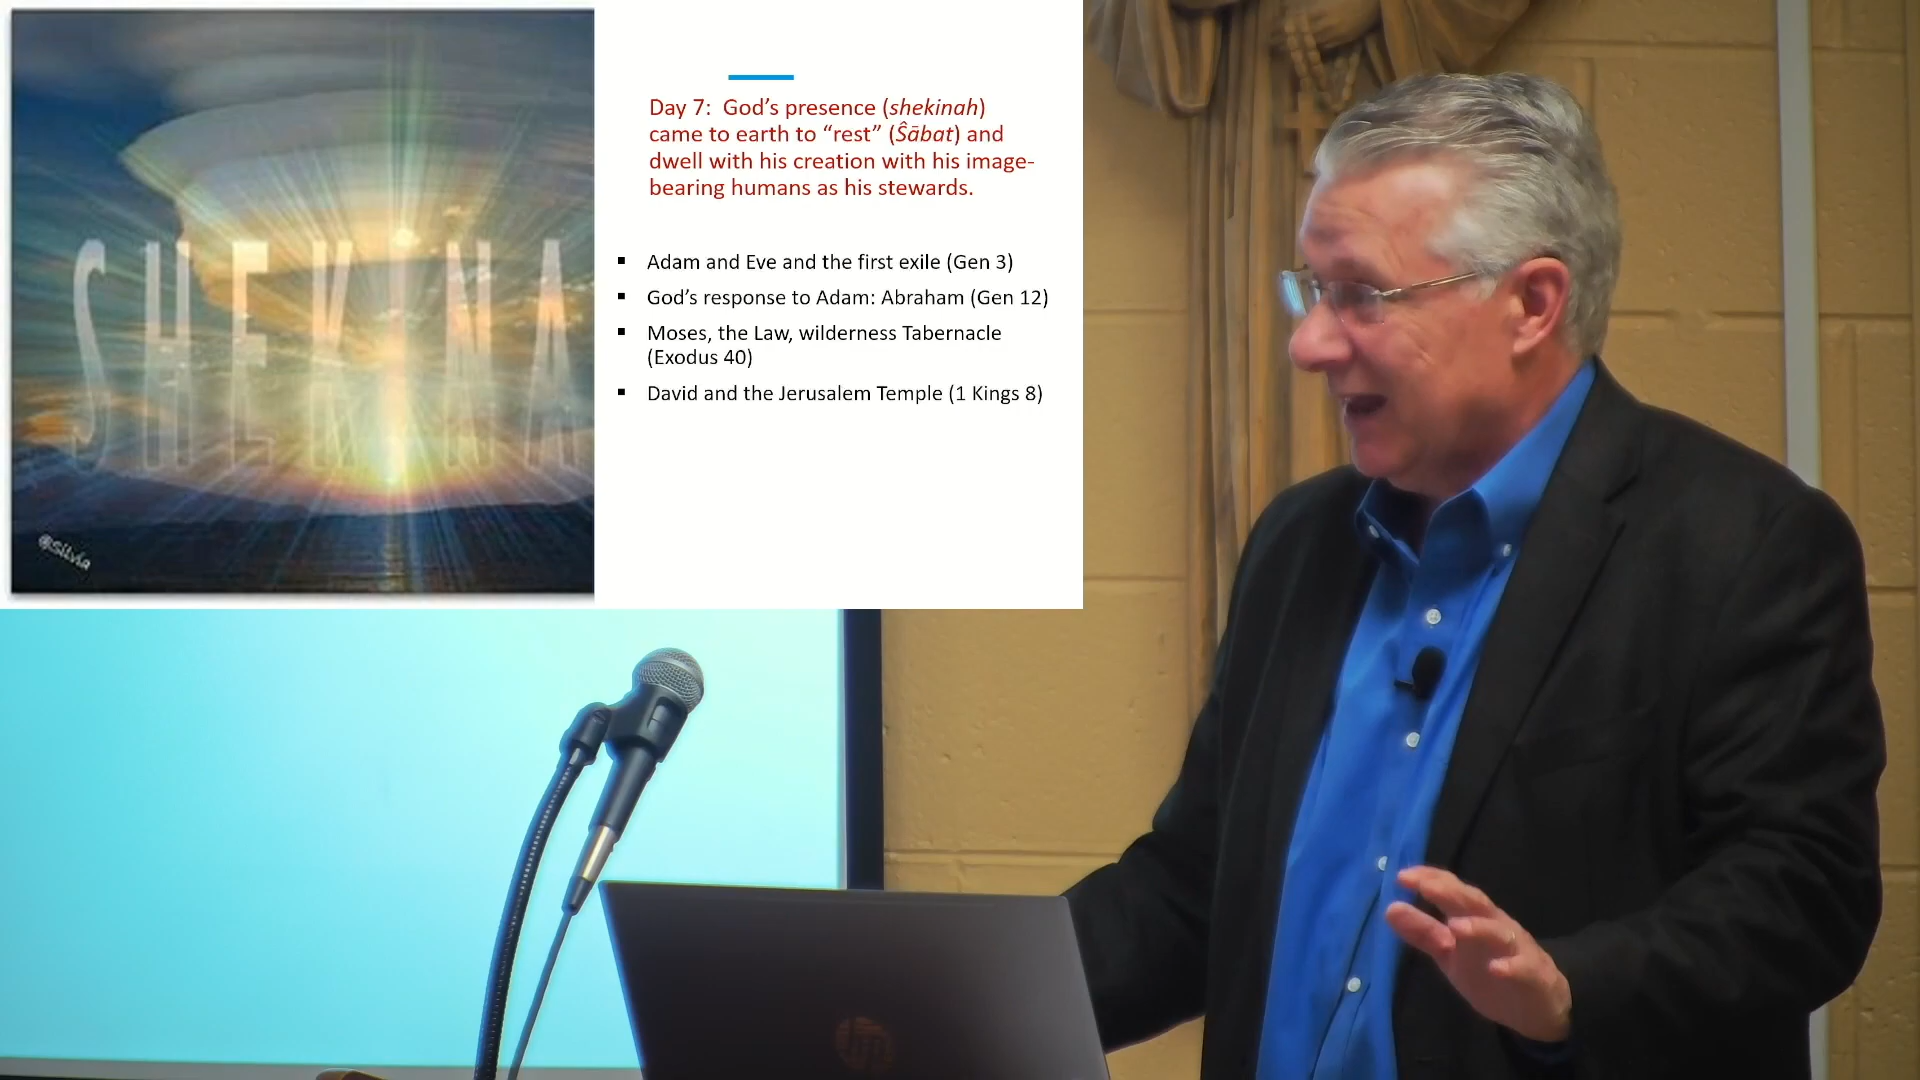 SHEKINA
@Silvia
Day 7:  God’s presence (shekinah)
came to earth to “rest” (Ŝābat) and
dwell with his creation with his image-
bearing humans as his stewards.
▪ Adam and Eve and the first exile (Gen 3)
▪ God’s response to Adam: Abraham (Gen 12)
▪ Moses, the Law, wilderness Tabernacle
(Exodus 40)
▪ David and the Jerusalem Temple (1 Kings 8)
hp